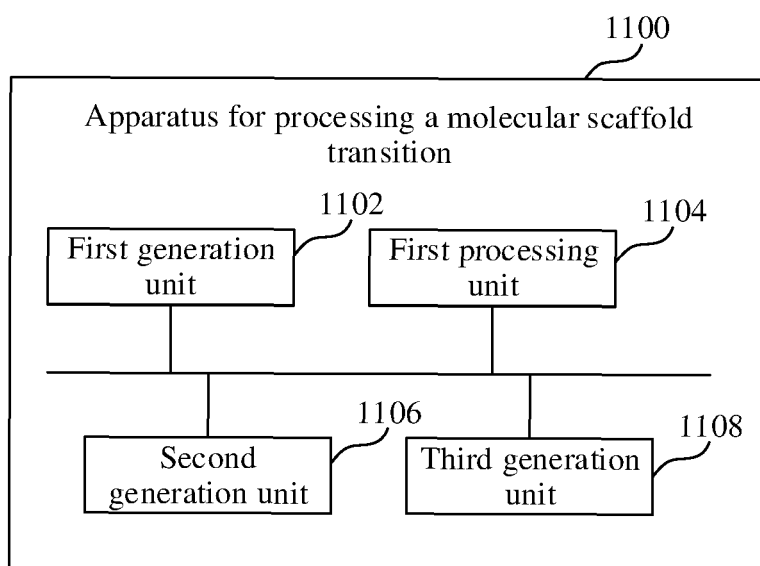 1100
Apparatus for processing a molecular scaffold
transition
1102
First generation
unit
1104
First processing
unit
1106
Second
generation unit
1108
Third generation
unit